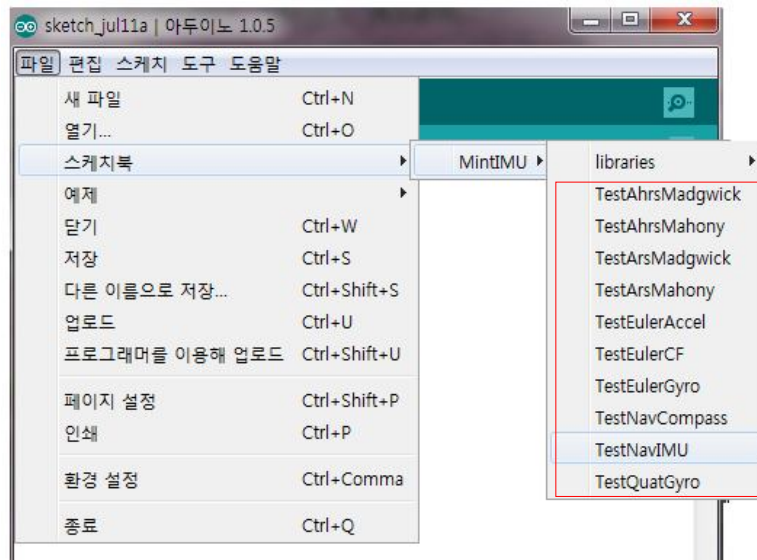 sketch_jul11a | 아두이노 1.0.5
파일 편집 스케치 도구 도움말
새 파일 Ctrl+N
열기... Ctrl+O
스케치북 MintIMU libraries
예제 TestAhrsMadgwick
닫기 Ctrl+W TestAhrsMahony
저장 Ctrl+S TestArsMadgwick
다른 이름으로 저장... Ctrl+Shift+S TestArsMahony
업로드 Ctrl+U TestEulerAccel
프로그래머를 이용해 업로드 Ctrl+Shift+U TestEulerCF
TestEulerGyro
페이지 설정 Ctrl+Shift+P
TestNavCompass
인쇄 Ctrl+P
TestNavIMU
환경 설정 Ctrl+Comma
TestQuatGyro
종료 Ctrl+Q